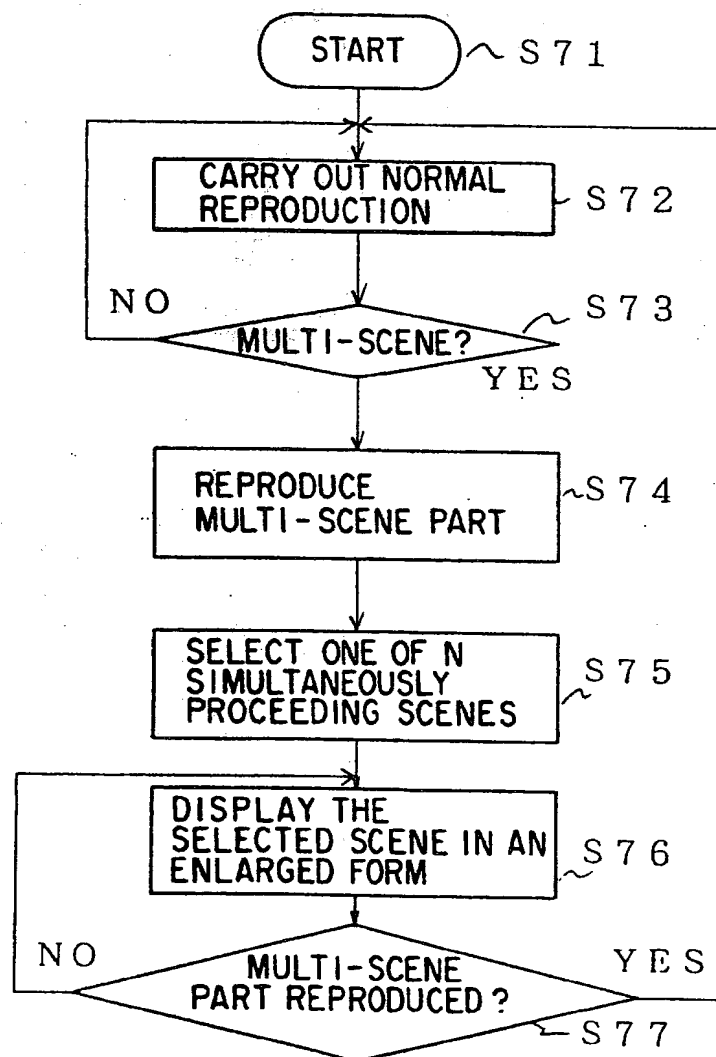 START
S71
CARRY OUT NORMAL
REPRODUCTION
S72
NO
S73
MULTI-SCENE?
YES
REPRODUCE
MULTI-SCENE PART
S74
SELECT ONE OF N
SIMULTANEOUSLY
PROCEEDING SCENES
S75
DISPLAY THE
SELECTED SCENE IN AN
ENLARGED FORM
S76
NO
MULTI-SCENE
PART REPRODUCED?
YES
S77